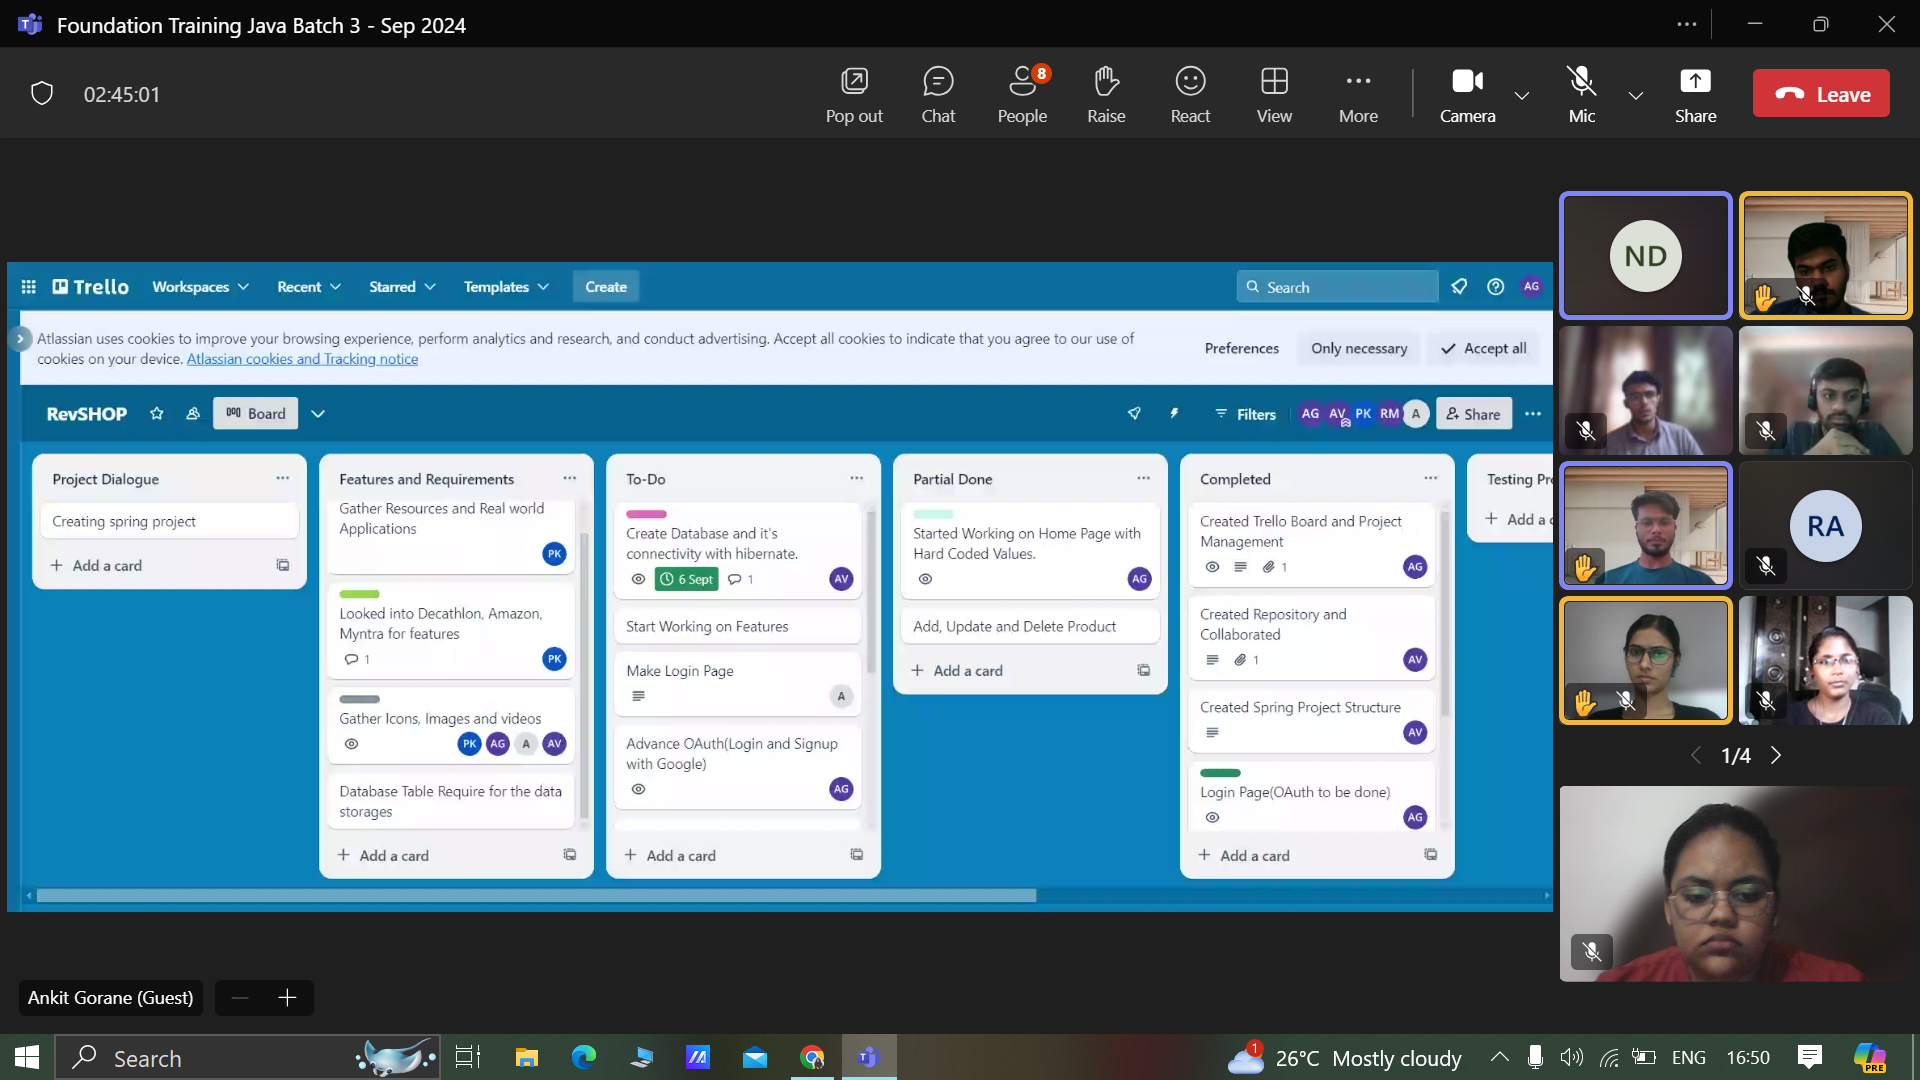 Foundation Training Java Batch 3 - Sep 2024
02:45:01
Pop out
Chat
8
People
Raise
React
View
More
Camera
Mic
Share
Leave
Trello
Workspaces
Recent
Starred
Templates
Create
Search
AG
Atlassian uses cookies to improve your browsing experience, perform analytics and research, and conduct advertising. Accept all cookies to indicate that you agree to our use of
cookies on your device. Atlassian cookies and Tracking notice
Preferences
Only necessary
Accept all
RevSHOP
Board
Filters
AG AV PK RM A
Share
Project Dialogue
Creating spring project
+ Add a card
Features and Requirements
Gather Resources and Real world
Applications
PK
Looked into Decathlon, Amazon,
Myntra for features
1
PK
Gather Icons, Images and videos
PK AG A AV
Database Table Require for the data
storages
+ Add a card
To-Do
Create Database and it's
connectivity with hibernate.
6 Sept
1
AV
Start Working on Features
Make Login Page
A
Advance OAuth(Login and Signup
with Google)
AG
+ Add a card
Partial Done
Started Working on Home Page with
Hard Coded Values.
AG
Add, Update and Delete Product
+ Add a card
Completed
Created Trello Board and Project
Management
1
AG
Created Repository and
Collaborated
1
AV
Created Spring Project Structure
AV
Login Page(OAuth to be done)
AG
+ Add a card
Testing Pr
+ Add a c
ND
RA
1/4
Ankit Gorane (Guest)
Search
1
26°C Mostly cloudy
ENG
16:50
PRE